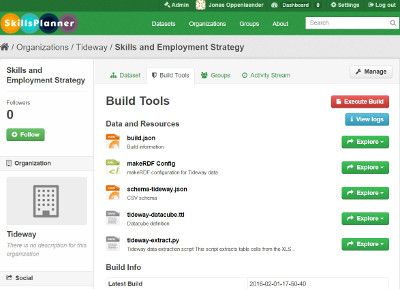 Admin Jonas Oppenlaender Dashboard 0 Settings Log out
SkillsPlanner
Datasets Organizations Groups About Search
/ Organizations / Tideway / Skills and Employment Strategy
Skills and
Employment Strategy
Followers
0
Follow
Organization
Tideway
There is no description for this
organization
Social
Dataset Build Tools Groups Activity Stream Manage
Build Tools
Execute Build
View logs
Data and Resources
build.json
Build information
Explore
makeRDF Config
makeRDF configuration for Tideway data
Explore
schema-tideway.json
CSV schema
Explore
tideway-datacube.ttl
Datacube definition
Explore
tideway-extract.py
Tideway data extraction script This script extracts table cells from the XLS...
Explore
Build Info
Latest Build 2016-02-01-17-50-40